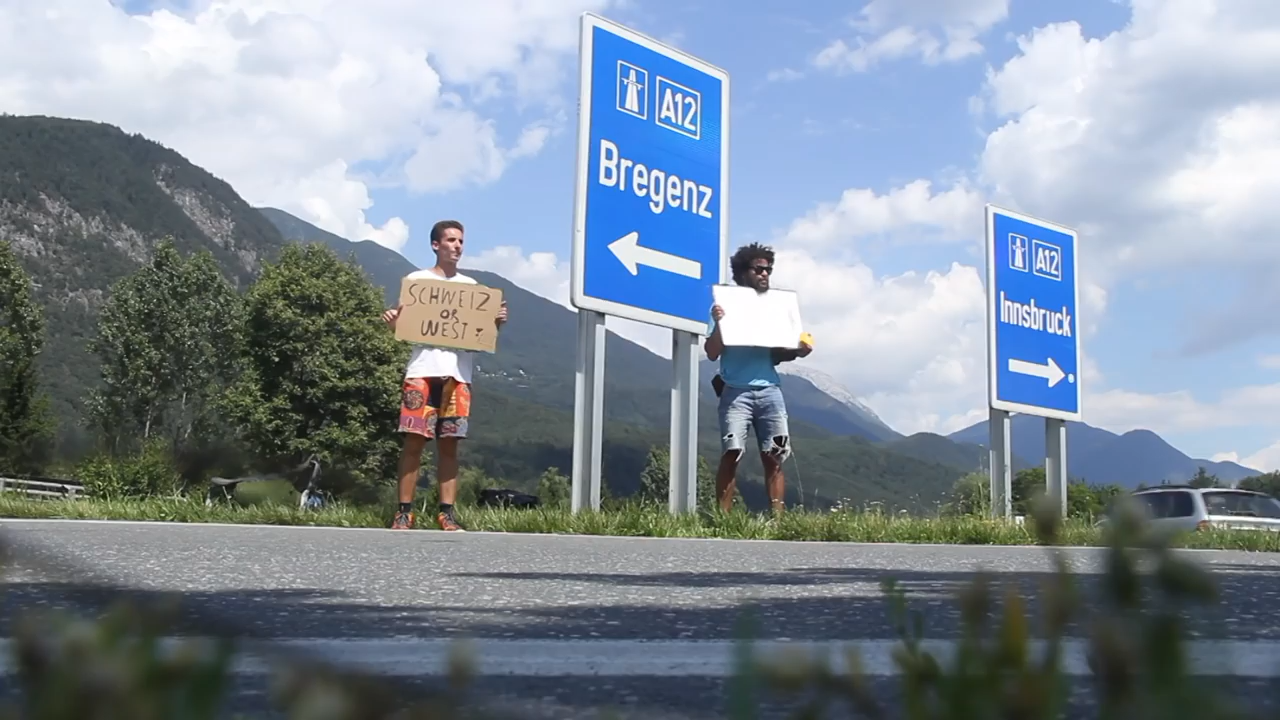 SCHWEIZ
OR
WEST
A12
Bregenz
A12
Innsbruck